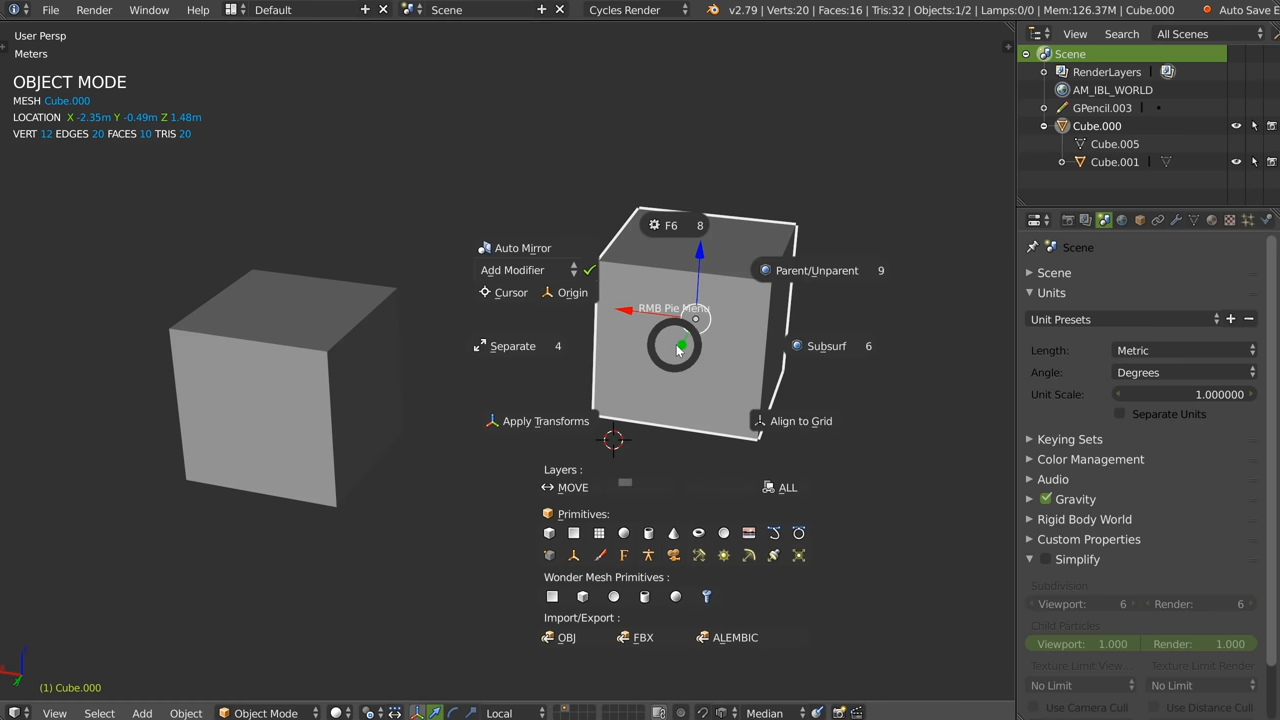 File Render Window Help Default Scene Cycles Render v2.79 | Verts:20 | Faces:16 | Tris:32 | Objects:1/2 | Lamps:0/0 | Mem:126.37M | Cube.000 Auto Save E
User Persp
Meters
OBJECT MODE
MESH Cube.000
LOCATION X -2.35m Y -0.49m Z 1.48m
VERT 12 EDGES 20 FACES 10 TRIS 20
F6 8
Auto Mirror
Add Modifier
Parent/Unparent 9
Cursor Origin
RMB Pie Menu
Separate 4
Subsurf 6
Apply Transforms
Align to Grid
Layers :
MOVE ALL
Primitives:
Wonder Mesh Primitives :
Import/Export :
OBJ FBX ALEMBIC
(1) Cube.000
View Select Add Object Object Mode Local Median
View Search All Scenes
Scene
RenderLayers
AM_IBL_WORLD
GPencil.003
Cube.000
Cube.005
Cube.001
Scene
Scene
Units
Unit Presets
Length: Metric
Angle: Degrees
Unit Scale: 1.000000
Separate Units
Keying Sets
Color Management
Audio
Gravity
Rigid Body World
Custom Properties
Simplify
Subdivision
Viewport: 6 Render: 6
Child Particles
Viewport: 1.000 Render: 1.000
Texture Limit View... Texture Limit Render
No Limit No Limit
Use Camera Cull Use Distance Cull